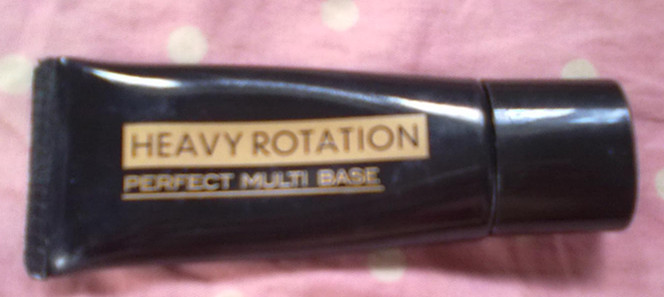 HEAVY ROTATION
PERFECT MULTI BASE